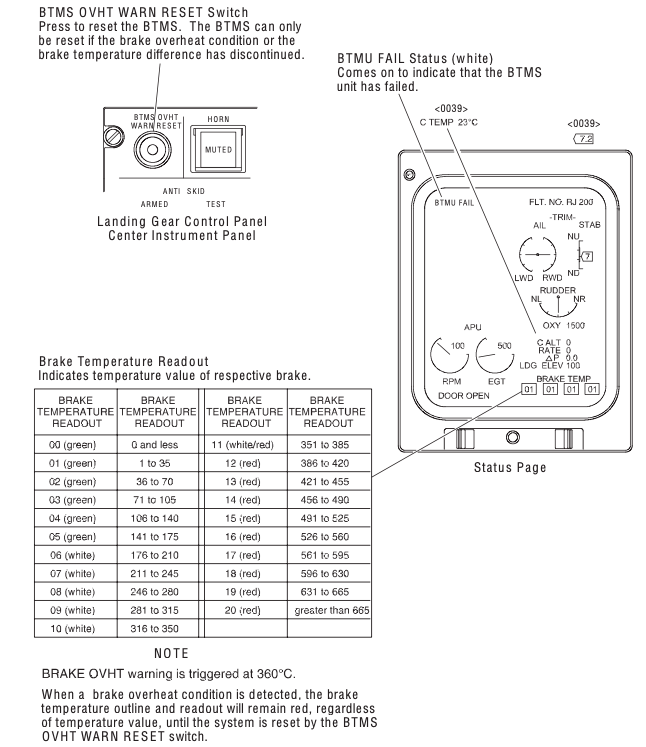 BTMS OVHT WARN RESET Switch
Press to reset the BTMS. The BTMS can only
be reset if the brake overheat condition or the
brake temperature difference has discontinued.
BTMU FAIL Status (white)
Comes on to indicate that the BTMS
unit has failed.
<0039>
C TEMP 23°C
<0039>
7.2
BTMS OVHT
WARN RESET
HORN
MUTED
ANTI SKID
ARMED TEST
Landing Gear Control Panel
Center Instrument Panel
BTMU FAIL
FLT. NO. RJ 200
-TRIM-
AIL
STAB
NU
7
LWD RWD ND
RUDDER
NL NR
OXY 1500
APU
100
500
RPM EGT
DOOR OPEN
C ALT 0
RATE 0
△P 0.0
LDG ELEV 100
BRAKE TEMP
01 01 01 01
Status Page
Brake Temperature Readout
Indicates temperature value of respective brake.
BRAKE TEMPERATURE READOUT BRAKE TEMPERATURE READOUT BRAKE TEMPERATURE READOUT BRAKE TEMPERATURE READOUT
00 (green) 0 and less 11 (white/red) 351 to 385
01 (green) 1 to 35 12 (red) 386 to 420
02 (green) 36 to 70 13 (red) 421 to 455
03 (green) 71 to 105 14 (red) 456 to 490
04 (green) 106 to 140 15 (red) 491 to 525
05 (green) 141 to 175 16 (red) 526 to 560
06 (white) 176 to 210 17 (red) 561 to 595
07 (white) 211 to 245 18 (red) 596 to 630
08 (white) 246 to 280 19 (red) 631 to 665
09 (white) 281 to 315 20 (red) greater than 665
10 (white) 316 to 350
NOTE
BRAKE OVHT warning is triggered at 360°C.
When a brake overheat condition is detected, the brake
temperature outline and readout will remain red, regardless
of temperature value, until the system is reset by the BTMS
OVHT WARN RESET switch.